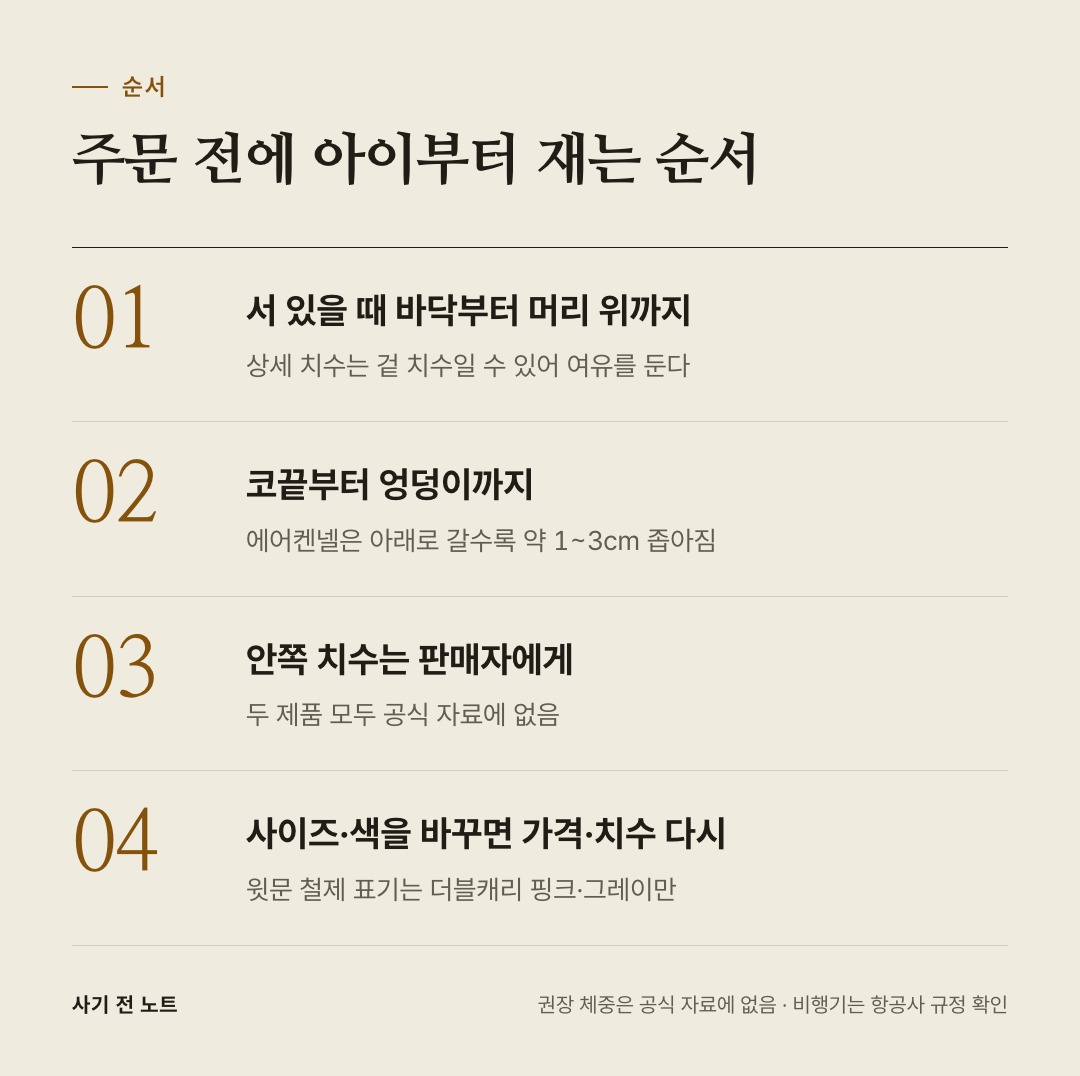 순서
주문 전에 아이부터 재는 순서
01
서 있을 때 바닥부터 머리 위까지
상세 치수는 겉 치수일 수 있어 여유를 둔다
02
코끝부터 엉덩이까지
에어켄넬은 아래로 갈수록 약 1~3cm 좁아짐
03
안쪽 치수는 판매자에게
두 제품 모두 공식 자료에 없음
04
사이즈·색을 바꾸면 가격·치수 다시
윗문 철제 표기는 더블캐리 핑크·그레이만
사기 전 노트
권장 체중은 공식 자료에 없음 · 비행기는 항공사 규정 확인